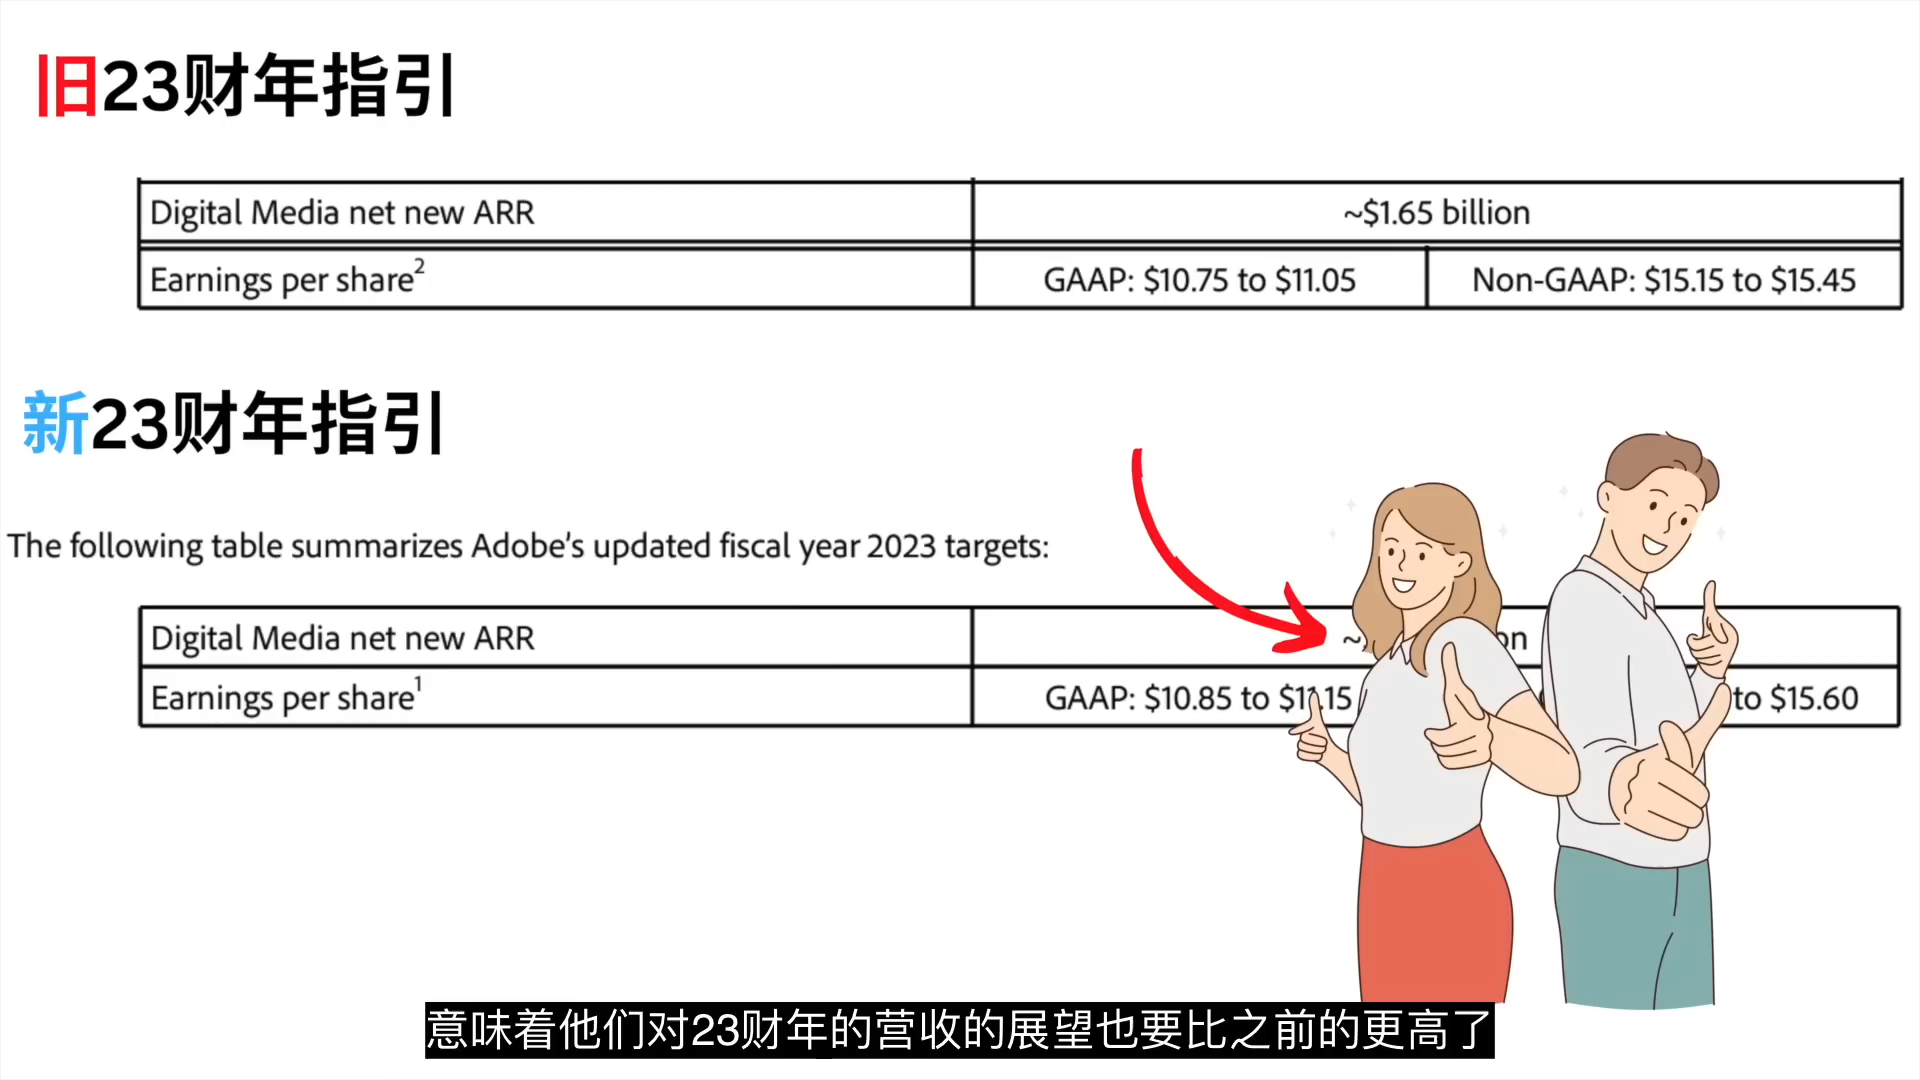 旧23财年指引
Digital Media net new ARR ~$1.65 billion
Earnings per share² GAAP: $10.75 to $11.05 Non-GAAP: $15.15 to $15.45
新23财年指引
The following table summarizes Adobe’s updated fiscal year 2023 targets:
Digital Media net new ARR ~
Earnings per share¹ GAAP: $10.85 to $11.15 to $15.60
意味着他们对23财年的营收的展望也要比之前的更高了